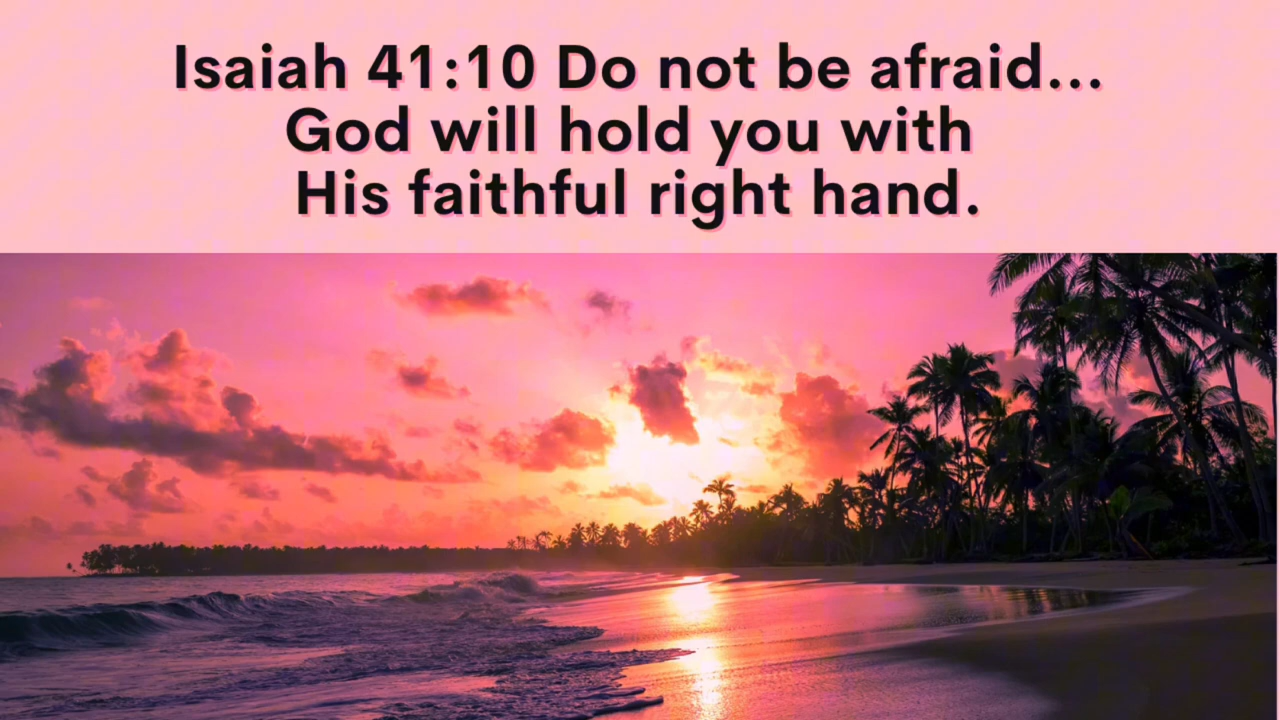 Isaiah 41:10 Do not be afraid...
God will hold you with
His faithful right hand.